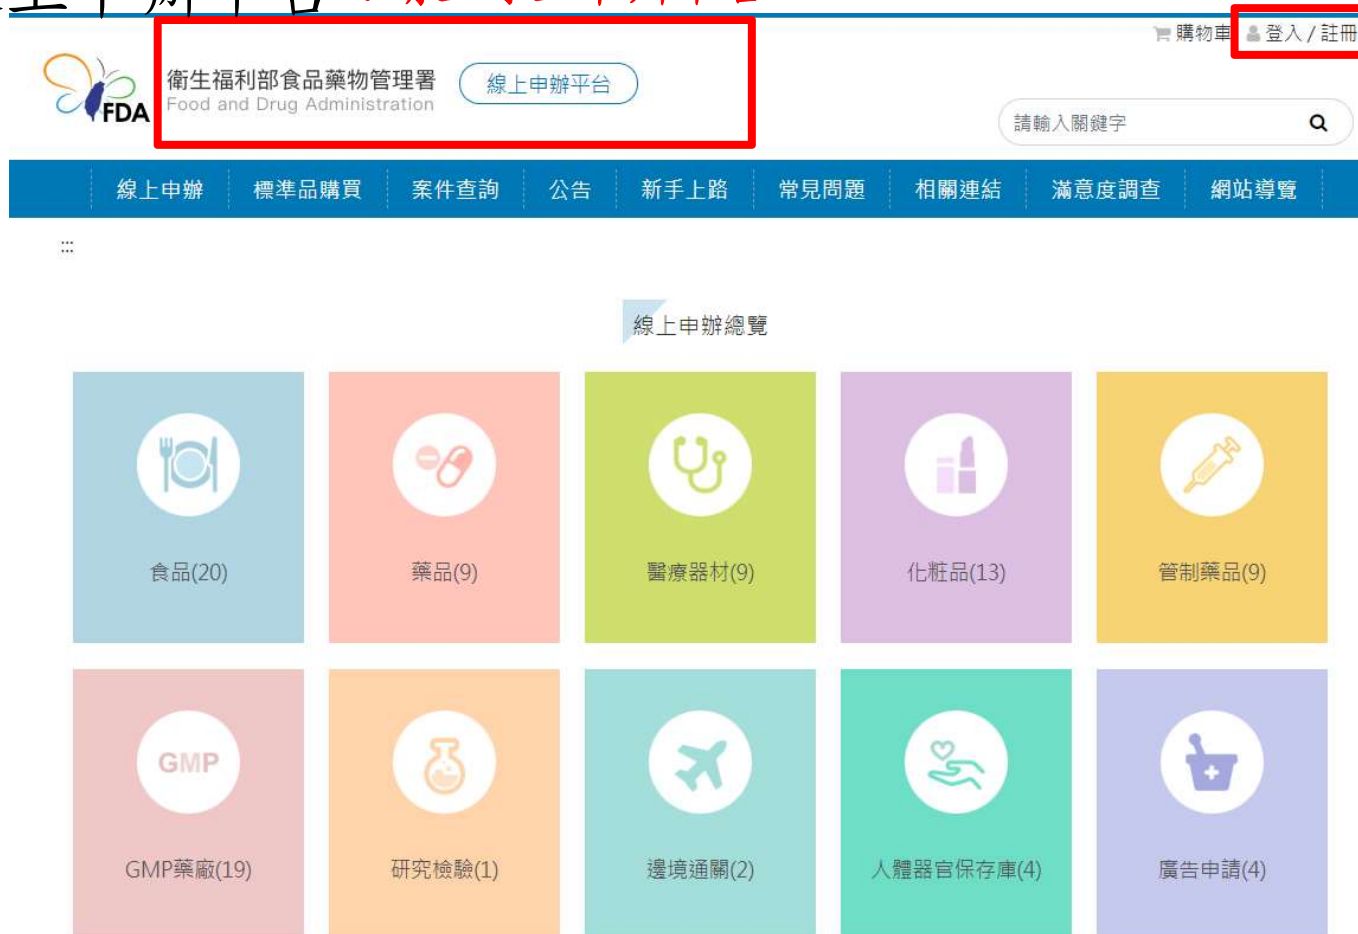 上申辦平台
購物車 登入 / 註冊
FDA 衛生福利部食品藥物管理署 線上申辦平台
Food and Drug Administration
請輸入關鍵字
線上申辦 標準品購買 案件查詢 公告 新手上路 常見問題 相關連結 滿意度調查 網站導覽
:::
線上申辦總覽
食品(20) 藥品(9) 醫療器材(9) 化粧品(13) 管制藥品(9)
GMP
GMP藥廠(19) 研究檢驗(1) 邊境通關(2) 人體器官保存庫(4) 廣告申請(4)